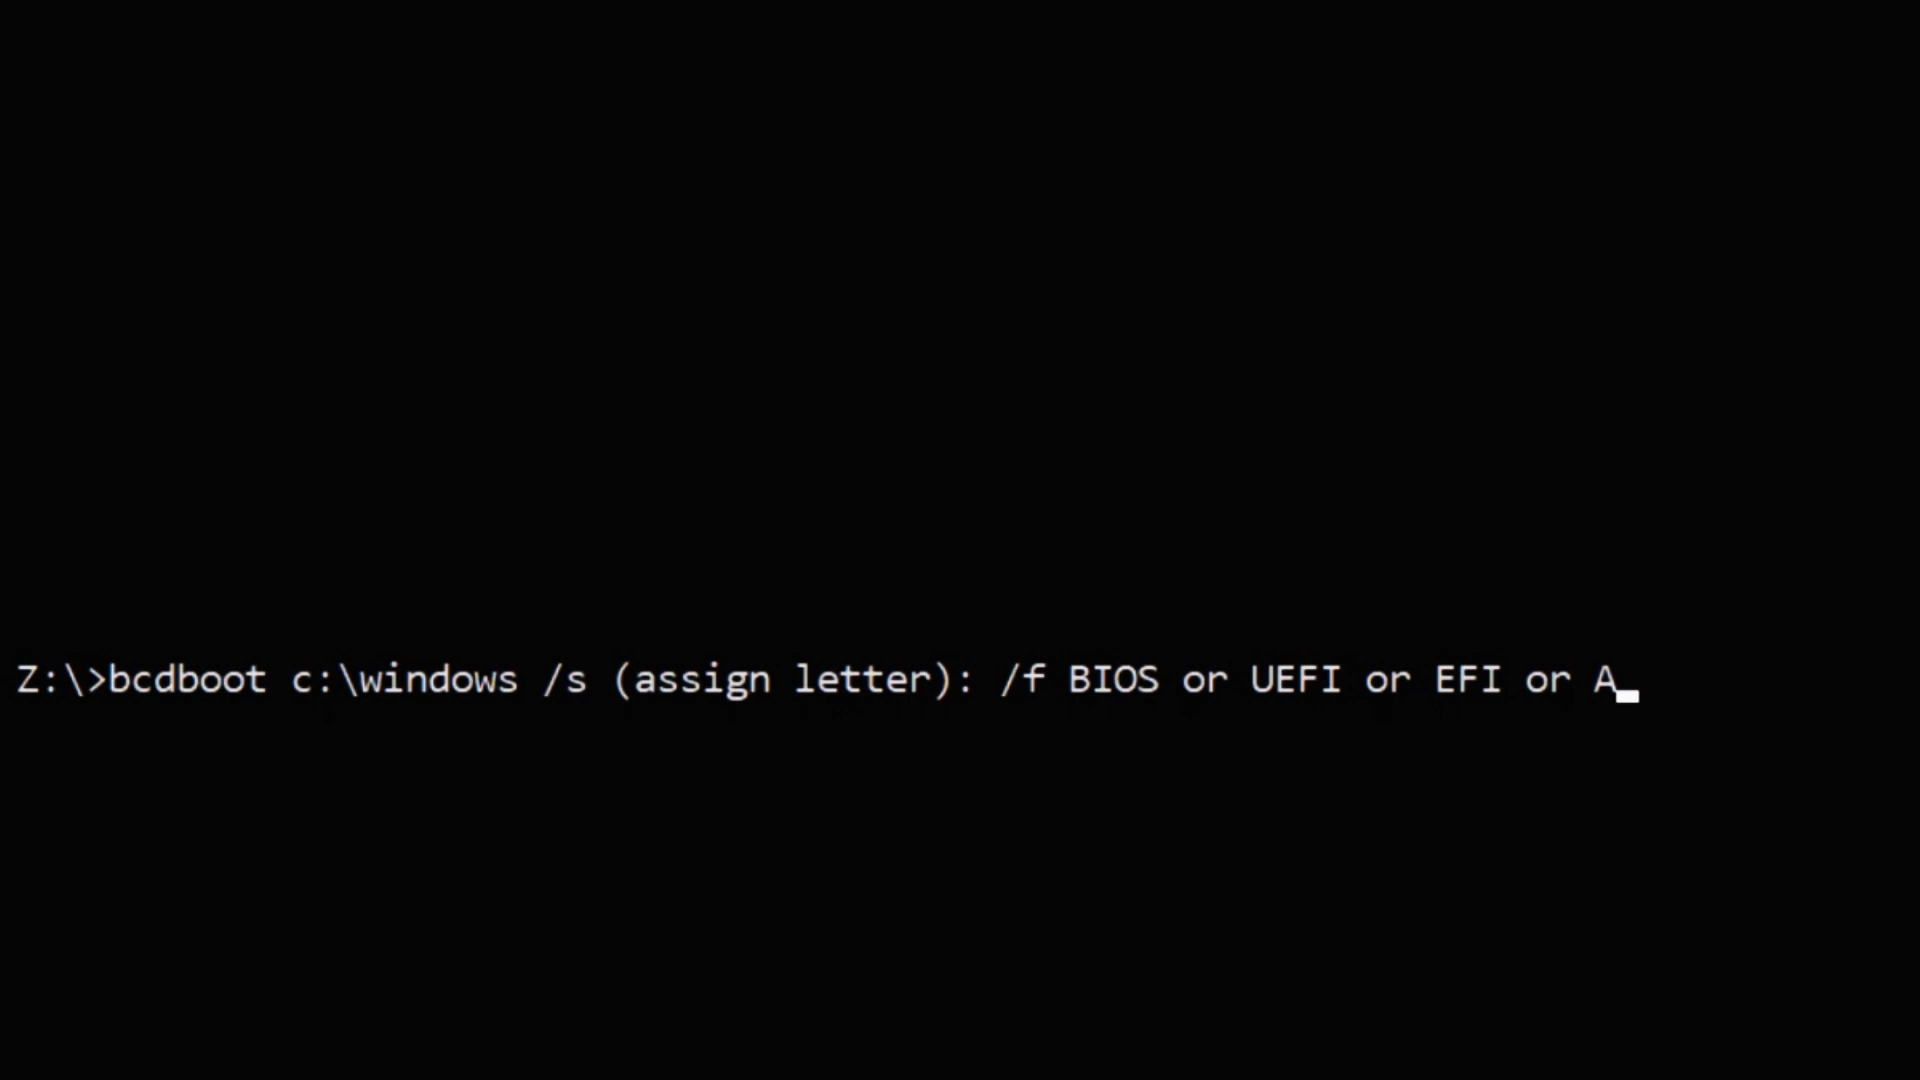 Z:\>bcdboot c:\windows /s (assign letter): /f BIOS or UEFI or EFI or A